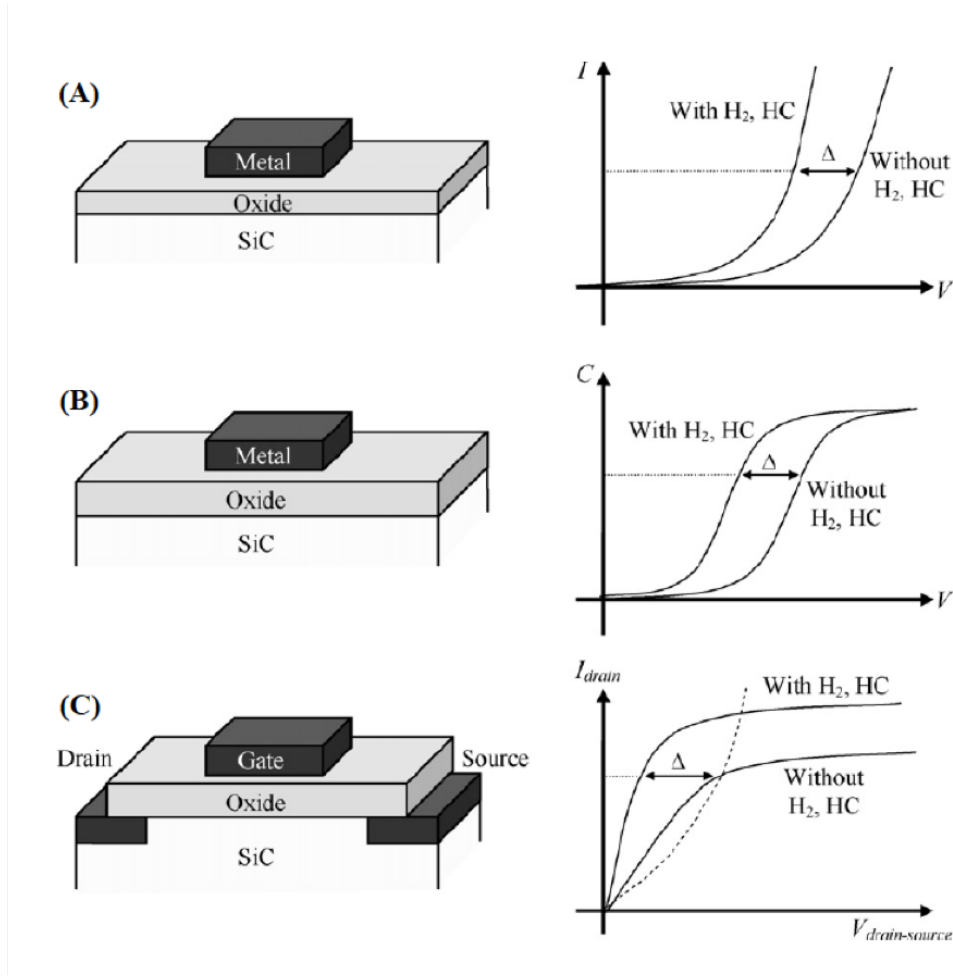 (A)
Metal
Oxide
SiC
I
With H₂, HC
Δ
Without
H₂, HC
V
(B)
Metal
Oxide
SiC
C
With H₂, HC
Δ
Without
H₂, HC
V
(C)
Drain
Gate
Source
Oxide
SiC
I_drain
With H₂, HC
Δ
Without
H₂, HC
V_drain-source